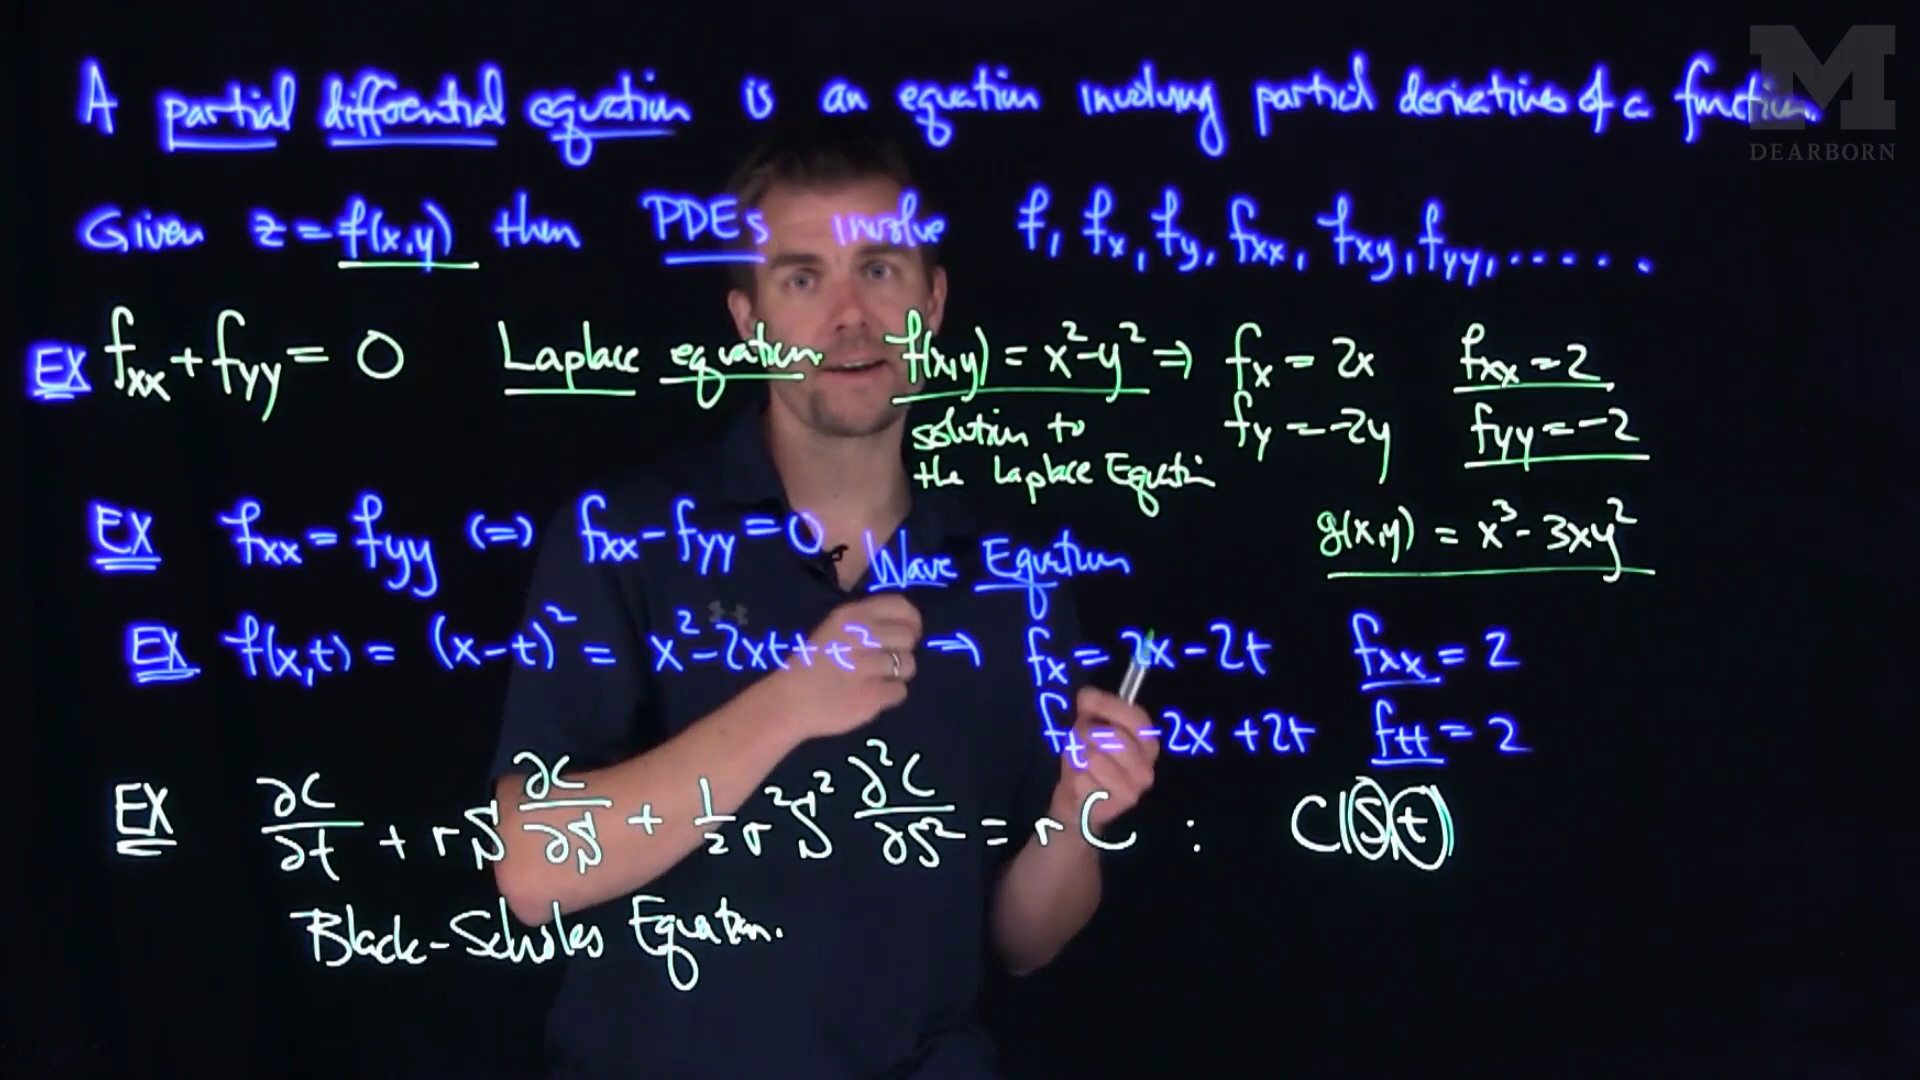 A partial differential equation is an equation involving partial derivatives of a function.
M
DEARBORN
Given z = f(x,y) then PDEs involve f, fx, fy, fxx, fxy, fyy, .....
EX fxx + fyy = 0 Laplace equation. f(x,y) = x² - y² ⇒ fx = 2x fxx = 2
solution to fy = -2y fyy = -2
the Laplace Equation
g(x,y) = x³ - 3xy²
EX fxx = fyy (=) fxx - fyy = 0 Wave Equation
EX f(x,t) = (x-t)² = x² - 2xt + t² ⇒ fx = 2x - 2t fxx = 2
ft = -2x + 2t ftt = 2
EX ∂C/∂t + rS ∂C/∂S + 1/2 σ²S² ∂²C/∂S² = rC : C(S,t)
Black-Scholes Equation.